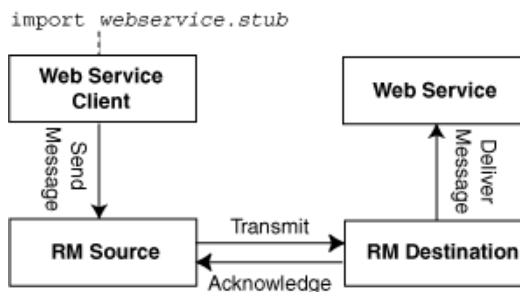 import webservice.stub
Web Service
Client
Web Service
Send
Message
Deliver
Message
Transmit
RM Source
RM Destination
Acknowledge